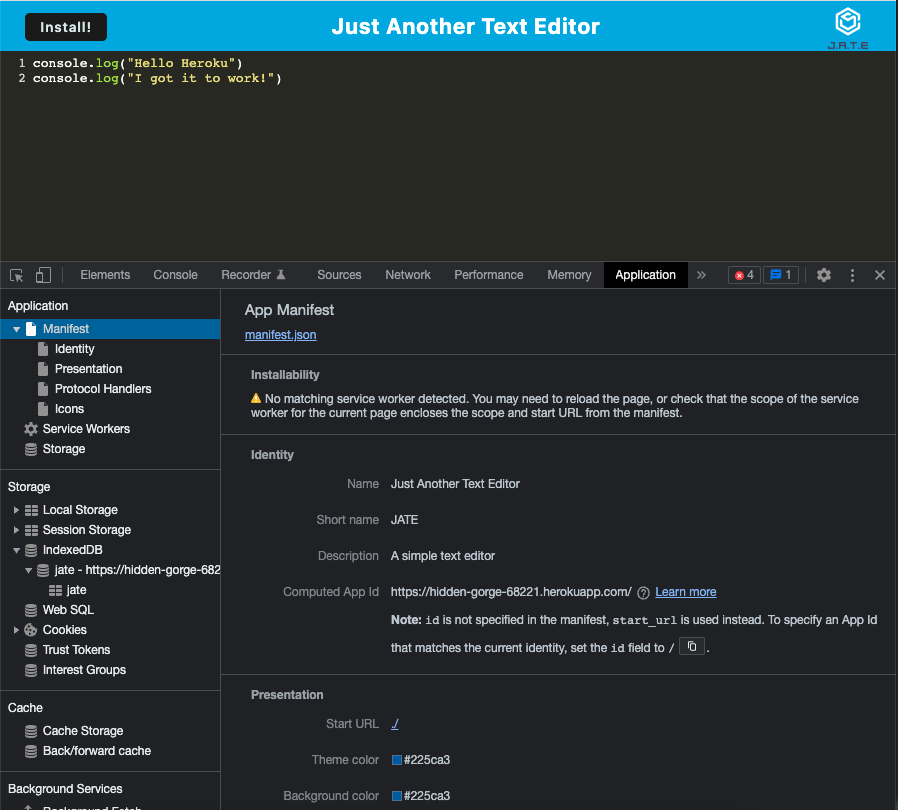 Install!
Just Another Text Editor
J.A.T.E
1 console.log("Hello Heroku")
2 console.log("I got it to work!")
Elements Console Recorder Sources Network Performance Memory Application » 4 1
Application
Manifest
Identity
Presentation
Protocol Handlers
Icons
Service Workers
Storage
Storage
Local Storage
Session Storage
IndexedDB
jate - https://hidden-gorge-682
jate
Web SQL
Cookies
Trust Tokens
Interest Groups
Cache
Cache Storage
Back/forward cache
Background Services
Background Fetch
App Manifest
manifest.json
Installability
No matching service worker detected. You may need to reload the page, or check that the scope of the service
worker for the current page encloses the scope and start URL from the manifest.
Identity
Name Just Another Text Editor
Short name JATE
Description A simple text editor
Computed App Id https://hidden-gorge-68221.herokuapp.com/ ? Learn more
Note: id is not specified in the manifest, start_url is used instead. To specify an App Id
that matches the current identity, set the id field to / .
Presentation
Start URL ./
Theme color #225ca3
Background color #225ca3